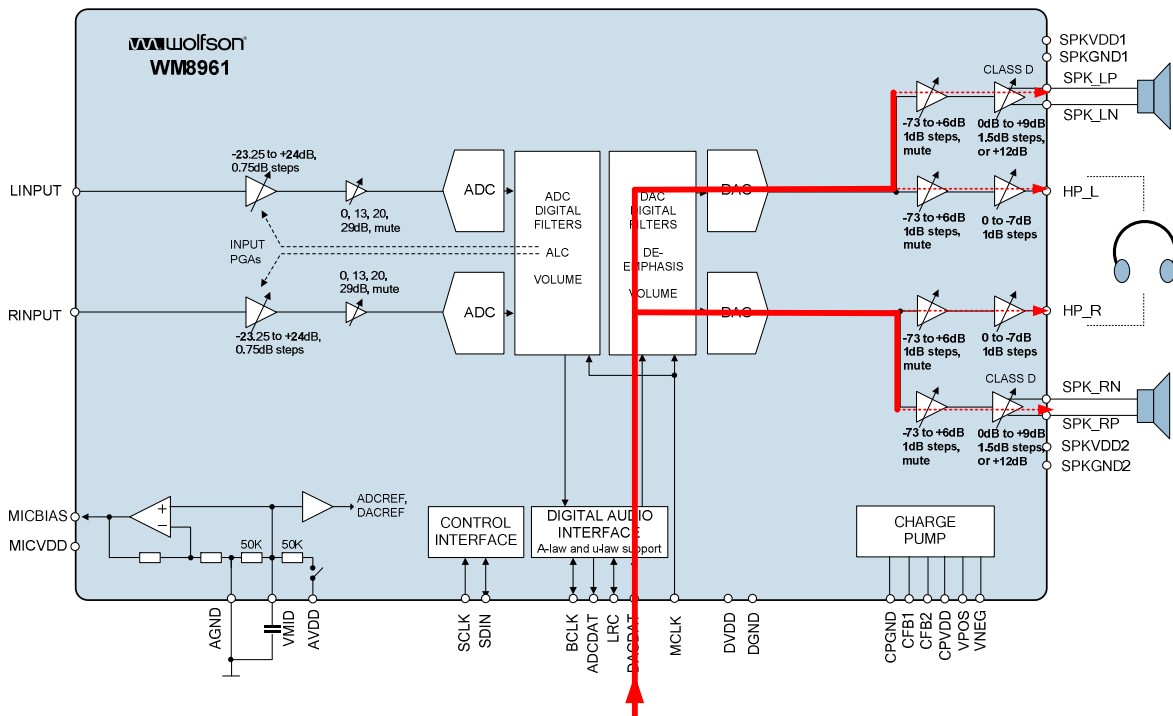 wolfson
WM8961
SPKVDD1
SPKGND1
CLASS D
SPK_LP
SPK_LN
-73 to +6dB
1dB steps,
mute
0dB to +9dB
1.5dB steps,
or +12dB
-23.25 to +24dB,
0.75dB steps
LINPUT
0, 13, 20,
29dB, mute
ADC
ADC
DIGITAL
FILTERS
ALC
VOLUME
DAC
DIGITAL
FILTERS
DE-
EMPHASIS
VOLUME
DAC
HP_L
-73 to +6dB
1dB steps,
mute
0 to -7dB
1dB steps
INPUT
PGAs
0, 13, 20,
29dB, mute
RINPUT
-23.25 to +24dB,
0.75dB steps
ADC
DAC
HP_R
-73 to +6dB
1dB steps,
mute
0 to -7dB
1dB steps
CLASS D
SPK_RN
SPK_RP
-73 to +6dB
1dB steps,
mute
0dB to +9dB
1.5dB steps,
or +12dB
SPKVDD2
SPKGND2
MICBIAS
MICVDD
+
−
ADCREF,
DACREF
50K
50K
CONTROL
INTERFACE
DIGITAL AUDIO
INTERFACE
A-law and u-law support
CHARGE
PUMP
AGND
VMID
AVDD
SCLK
SDIN
BCLK
ADCDAT
LRC
DACDAT
MCLK
DVDD
DGND
CPGND
CFB1
CFB2
CPVDD
VPOS
VNEG